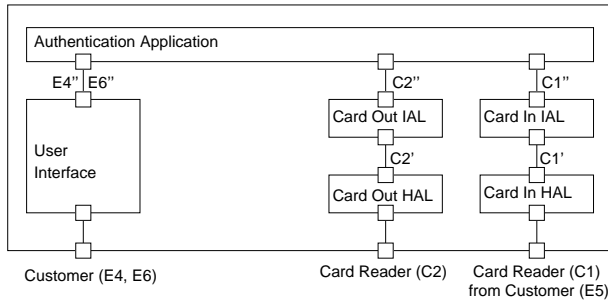 Authentication Application
E4” E6”
C2”
C1”
Card Out IAL
Card In IAL
User
Interface
C2’
C1’
Card Out HAL
Card In HAL
Customer (E4, E6)
Card Reader (C2)
Card Reader (C1)
from Customer (E5)